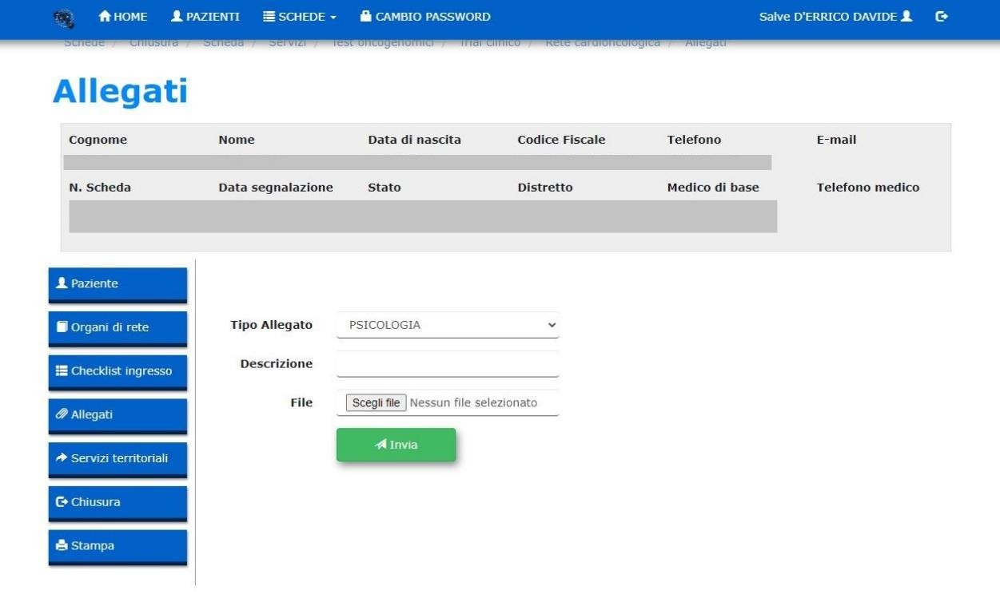 HOME PAZIENTI SCHEDE CAMBIO PASSWORD Salve D'ERRICO DAVIDE
Schede / Chiusura / Scheda / Servizi / Test oncogenomici / Trial clinico / Rete cardioncologica / Allegati
Allegati
Cognome Nome Data di nascita Codice Fiscale Telefono E-mail
N. Scheda Data segnalazione Stato Distretto Medico di base Telefono medico
Paziente
Organi di rete
Checklist ingresso
Allegati
Servizi territoriali
Chiusura
Stampa
Tipo Allegato PSICOLOGIA
Descrizione
File Scegli file Nessun file selezionato
Invia